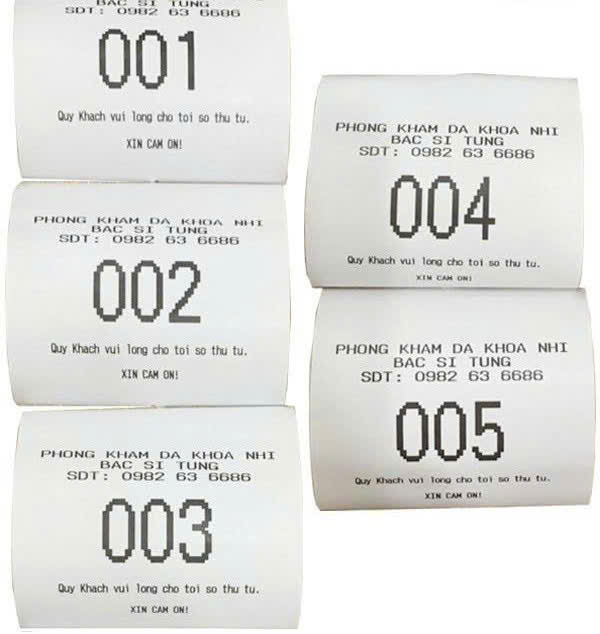 BAC SI TUNG
SDT: 0982 63 6686
001
Quy Khach vui long cho toi so thu tu.
XIN CAM ON!
PHONG KHAM DA KHOA NHI
BAC SI TUNG
SDT: 0982 63 6686
002
Quy Khach vui long cho toi so thu tu.
XIN CAM ON!
PHONG KHAM DA KHOA NHI
BAC SI TUNG
SDT: 0982 63 6686
003
Quy Khach vui long cho toi so thu tu.
XIN CAM ON!
PHONG KHAM DA KHOA NHI
BAC SI TUNG
SDT: 0982 63 6686
004
Quy Khach vui long cho toi so thu tu.
XIN CAM ON!
PHONG KHAM DA KHOA NHI
BAC SI TUNG
SDT: 0982 63 6686
005
Quy Khach vui long cho toi so thu tu.
XIN CAM ON!